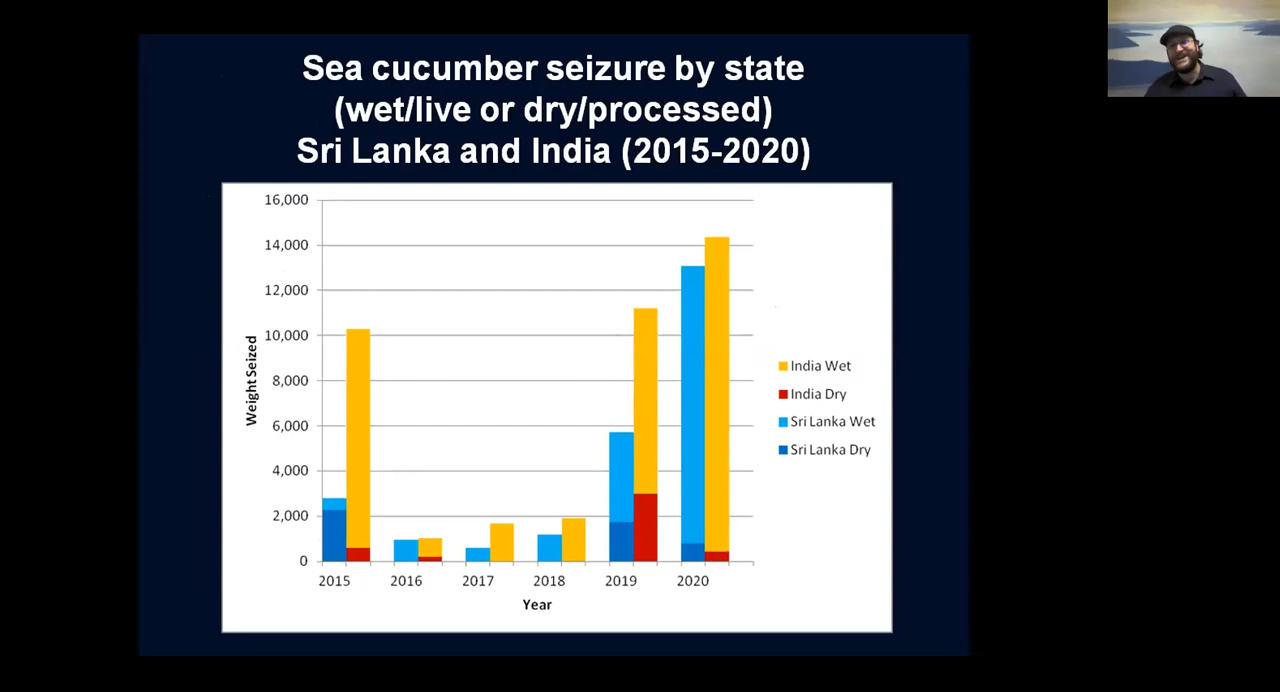 Sea cucumber seizure by state
(wet/live or dry/processed)
Sri Lanka and India (2015-2020)
16,000
14,000
12,000
10,000
8,000
6,000
4,000
2,000
0
Weight Seized
2015 2016 2017 2018 2019 2020
Year
India Wet
India Dry
Sri Lanka Wet
Sri Lanka Dry